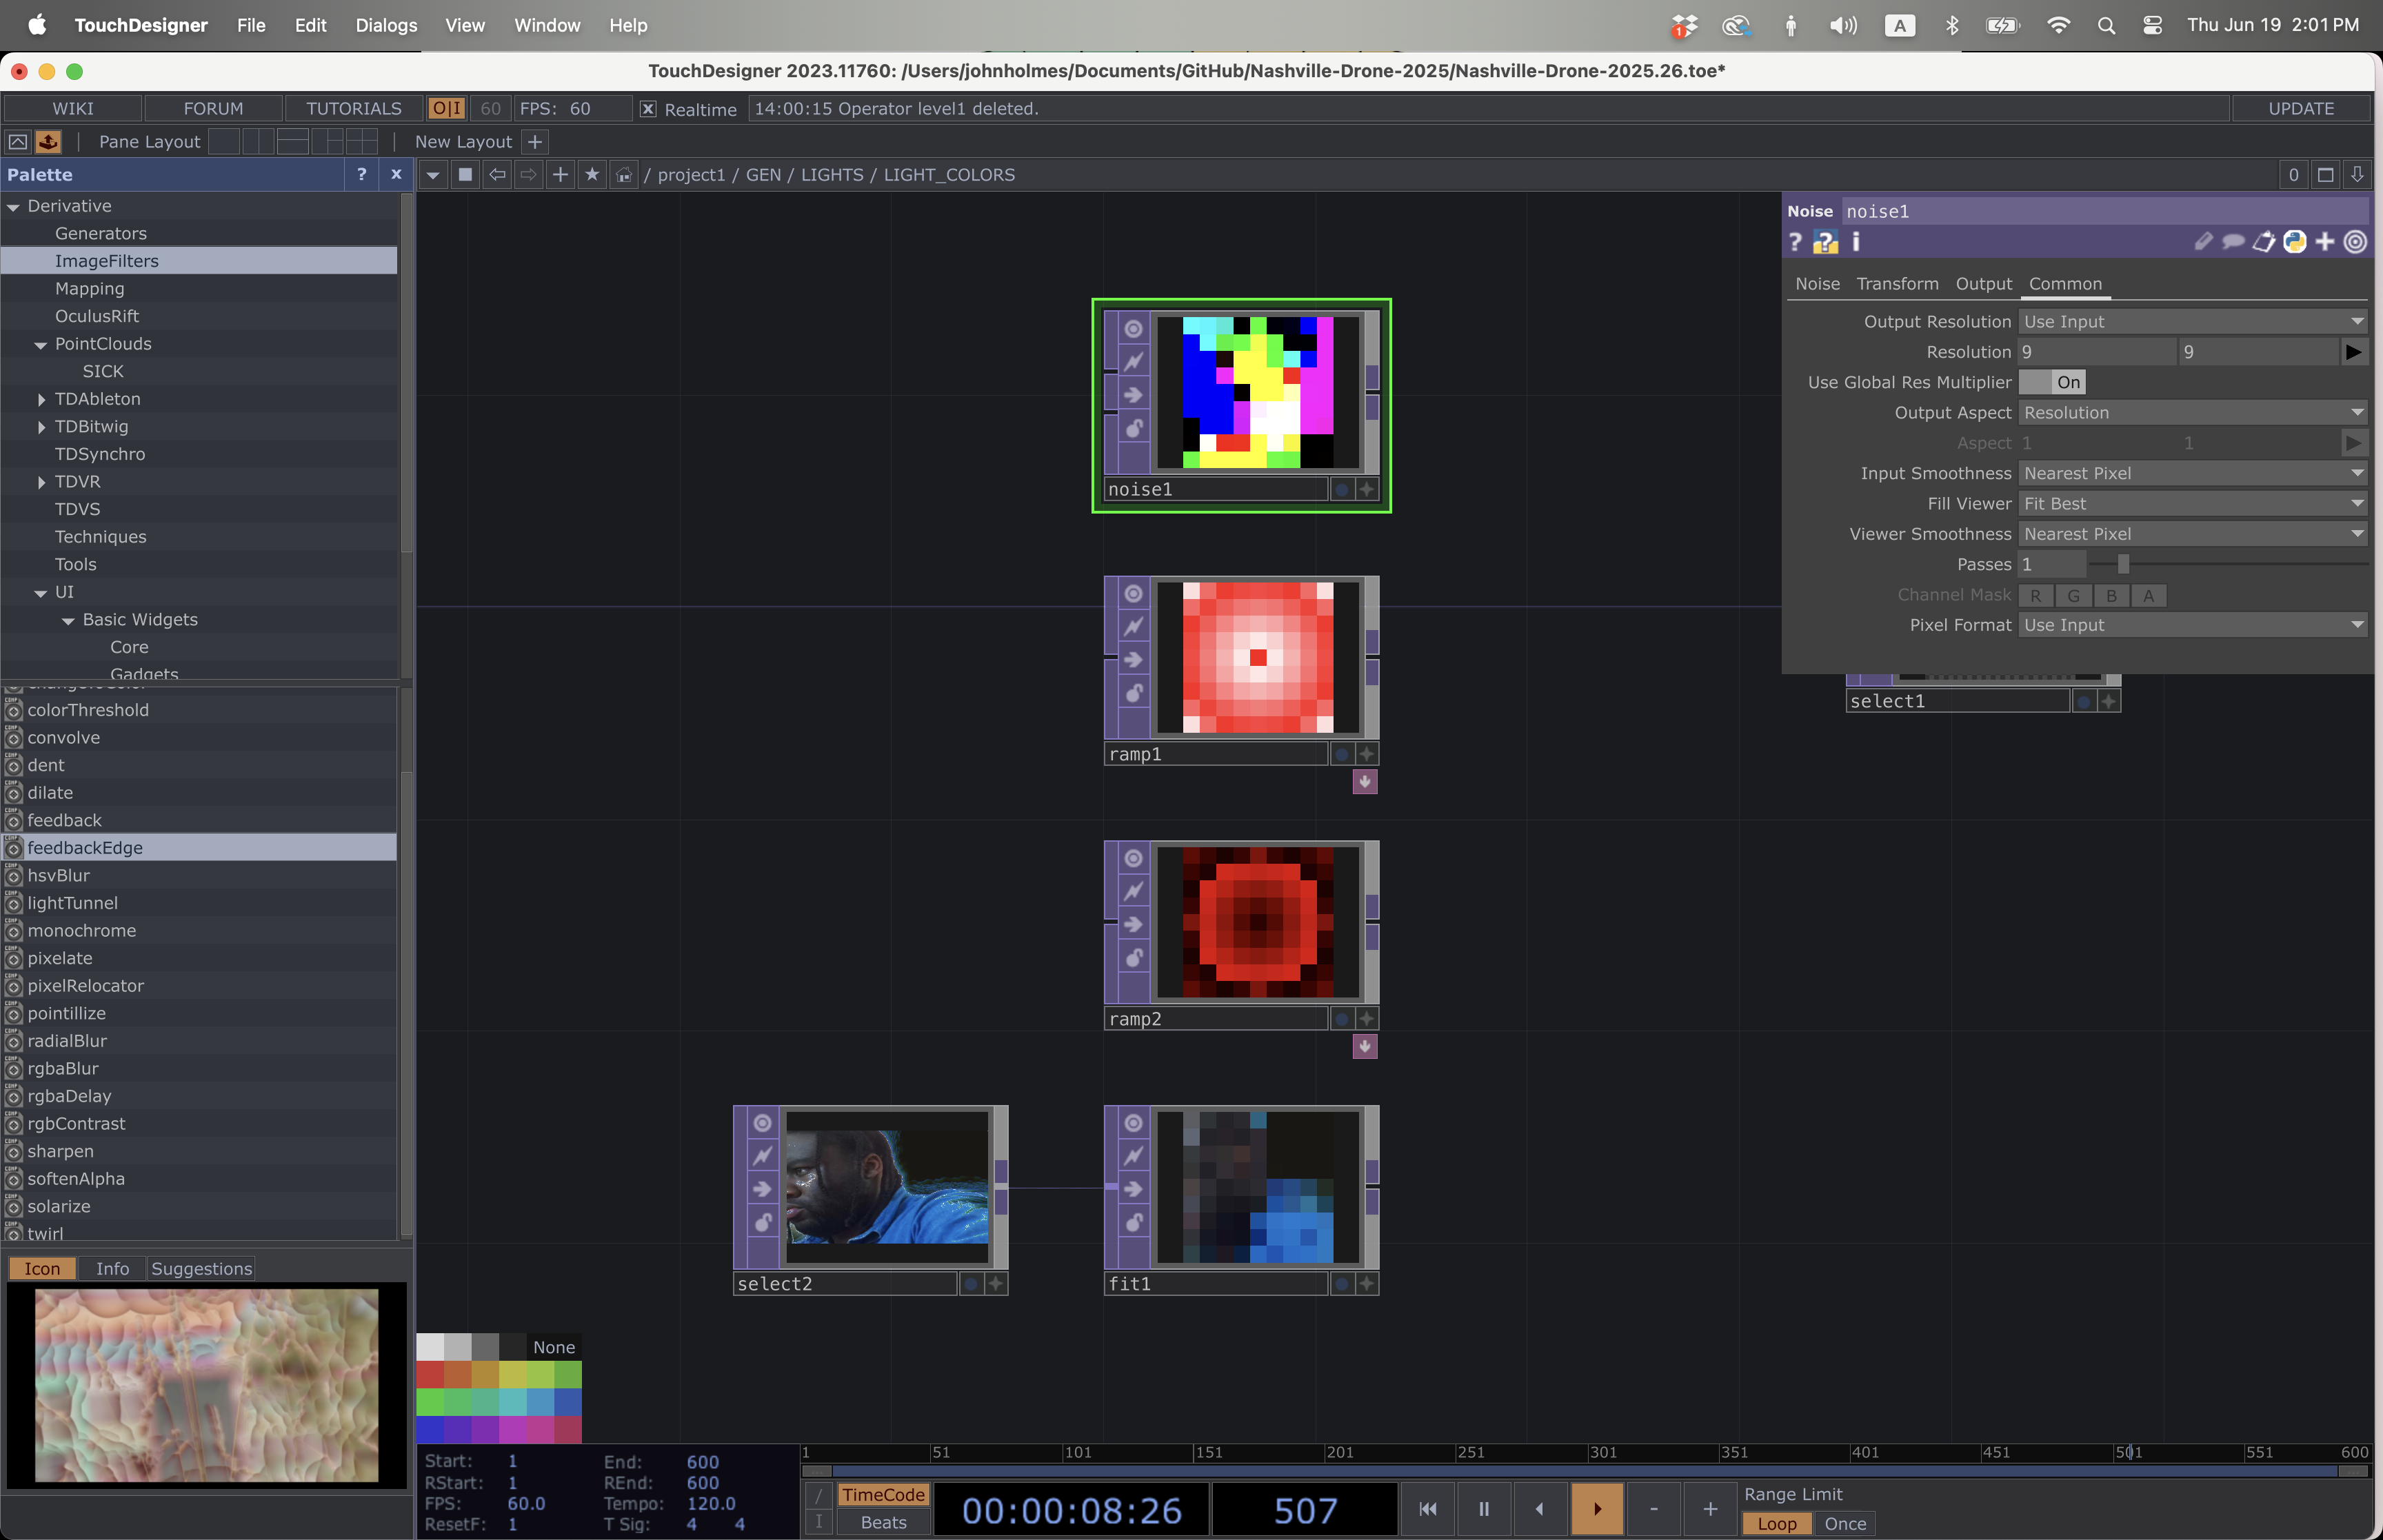 TouchDesigner File Edit Dialogs View Window Help
1 A Thu Jun 19 2:01 PM
TouchDesigner 2023.11760: /Users/johnholmes/Documents/GitHub/Nashville-Drone-2025/Nashville-Drone-2025.26.toe*
WIKI FORUM TUTORIALS O|I 60 FPS: 60 X Realtime 14:00:15 Operator level1 deleted. UPDATE
Pane Layout New Layout +
Palette ? x / project1 / GEN / LIGHTS / LIGHT_COLORS 0
Derivative
Generators
ImageFilters
Mapping
OculusRift
PointClouds
SICK
TDAbleton
TDBitwig
TDSynchro
TDVR
TDVS
Techniques
Tools
UI
Basic Widgets
Core
Gadgets
colorThreshold
convolve
dent
dilate
feedback
feedbackEdge
hsvBlur
lightTunnel
monochrome
pixelate
pixelRelocator
pointillize
radialBlur
rgbaBlur
rgbaDelay
rgbContrast
sharpen
softenAlpha
solarize
twirl
Icon Info Suggestions
noise1
ramp1
ramp2
select2
fit1
select1
Noise noise1
? ? i
Noise Transform Output Common
Output Resolution Use Input
Resolution 9 9
Use Global Res Multiplier On
Output Aspect Resolution
Aspect 1 1
Input Smoothness Nearest Pixel
Fill Viewer Fit Best
Viewer Smoothness Nearest Pixel
Passes 1
Channel Mask R G B A
Pixel Format Use Input
None
Start: 1 End: 600
RStart: 1 REnd: 600
FPS: 60.0 Tempo: 120.0
ResetF: 1 T Sig: 4 4
1 51 101 151 201 251 301 351 401 451 501 551 600
/ TimeCode
I Beats
00:00:08:26 507 - +
Range Limit
Loop Once